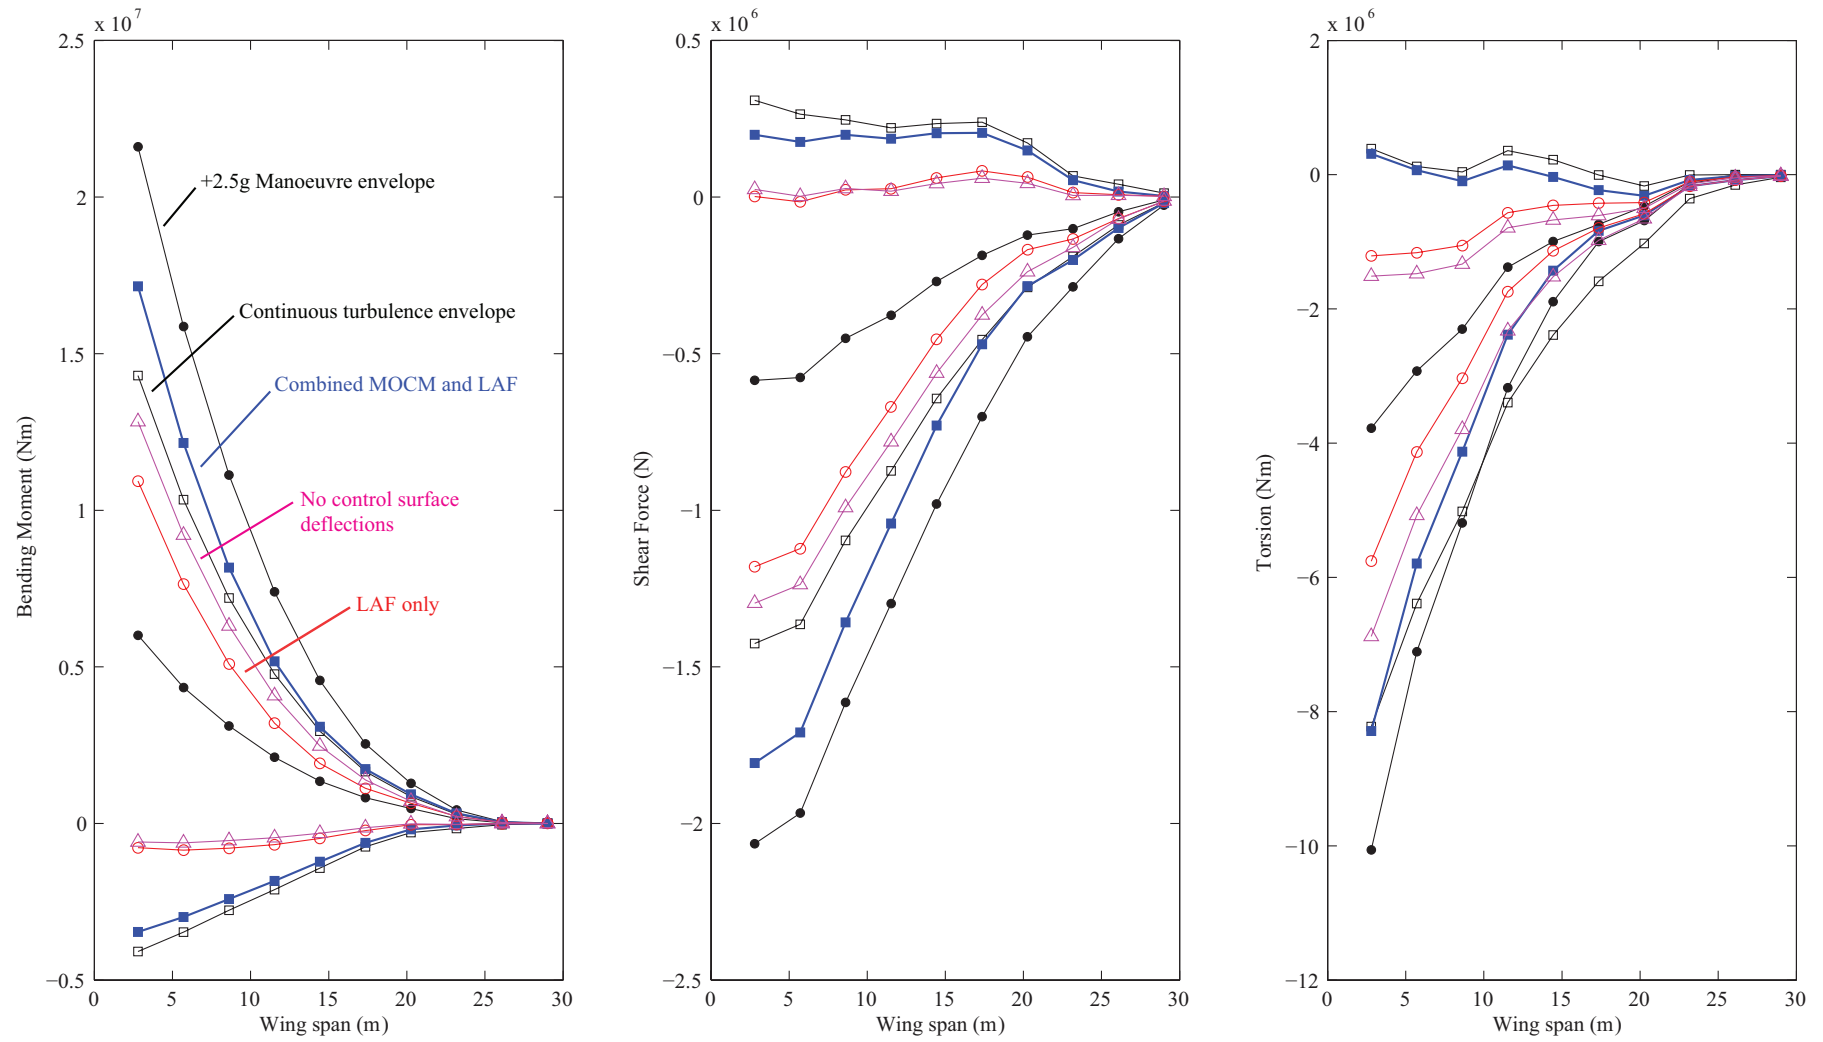 x 10^7
2.5
2
1.5
1
0.5
0
−0.5
0 5 10 15 20 25 30
Wing span (m)
Bending Moment (Nm)
+2.5g Manoeuvre envelope
Continuous turbulence envelope
Combined MOCM and LAF
No control surface
deflections
LAF only
x 10^6
0.5
0
−0.5
−1
−1.5
−2
−2.5
0 5 10 15 20 25 30
Wing span (m)
Shear Force (N)
x 10^6
2
0
−2
−4
−6
−8
−10
−12
0 5 10 15 20 25 30
Wing span (m)
Torsion (Nm)